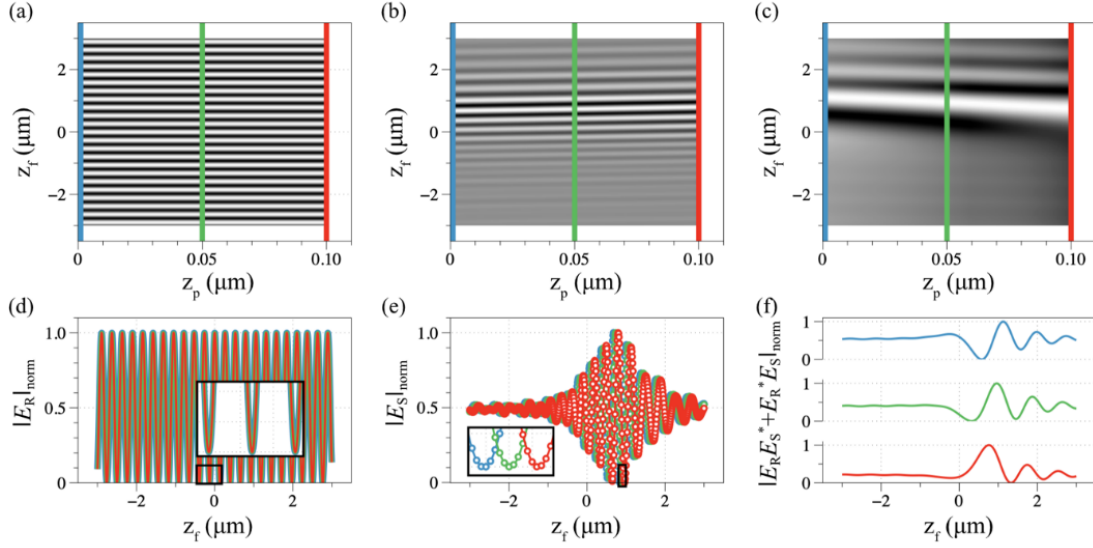 (a)
z_f (μm)
2
0
−2
0
0.05
0.10
z_p (μm)
(b)
z_f (μm)
2
0
−2
0
0.05
0.10
z_p (μm)
(c)
z_f (μm)
2
0
−2
0
0.05
0.10
z_p (μm)
(d)
|E_R|_norm
1.0
0.5
0
−2
0
2
z_f (μm)
(e)
|E_S|_norm
1.0
0.5
0
−2
0
2
z_f (μm)
(f)
|E_R E_S^* + E_R^* E_S|_norm
1
0
1
0
1
0
−2
0
2
z_f (μm)